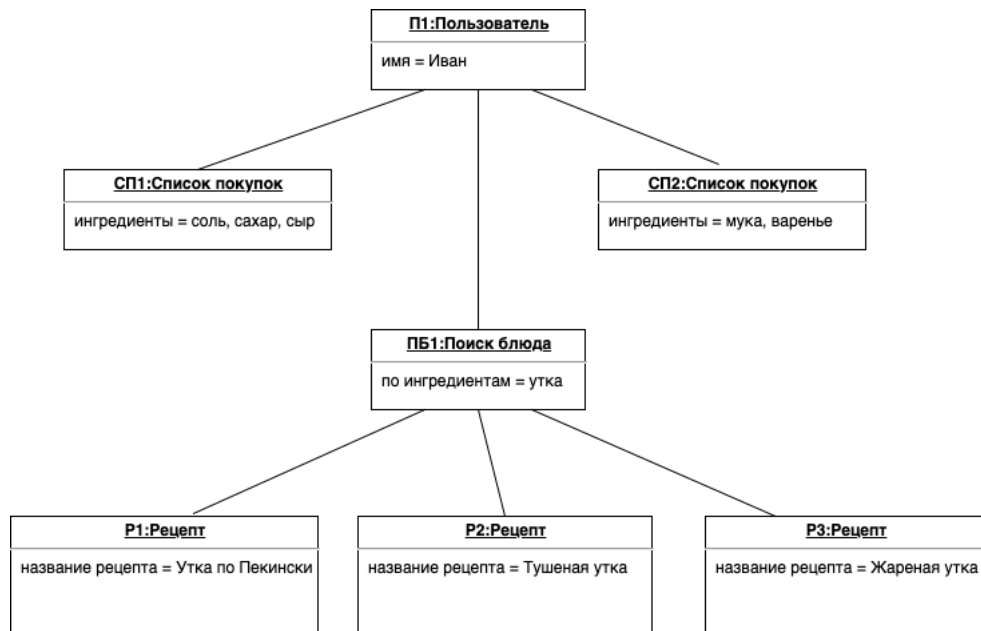 П1:Пользователь
имя = Иван
СП1:Список покупок
ингредиенты = соль, сахар, сыр
СП2:Список покупок
ингредиенты = мука, варенье
ПБ1:Поиск блюда
по ингредиентам = утка
Р1:Рецепт
название рецепта = Утка по Пекински
Р2:Рецепт
название рецепта = Тушеная утка
Р3:Рецепт
название рецепта = Жареная утка